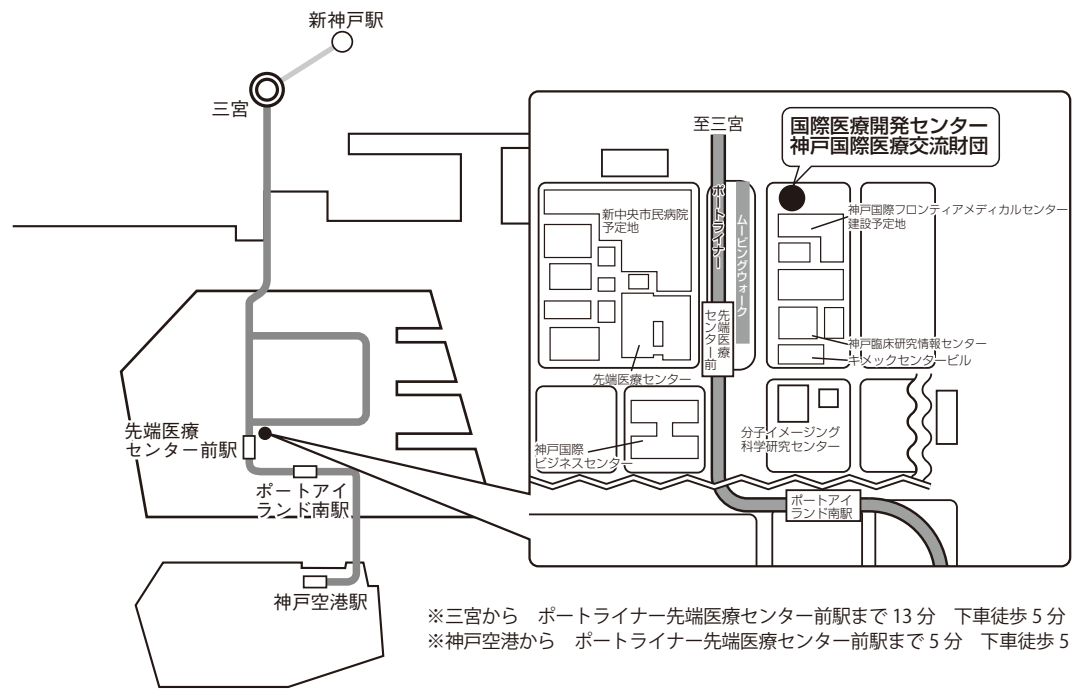 新神戸駅
三宮
先端医療
センター前駅
ポートアイ
ランド南駅
神戸空港駅
至三宮
国際医療開発センター
神戸国際医療交流財団
ポートライナー
ムービングウォーク
新中央市民病院
予定地
神戸国際フロンティアメディカルセンター
建設予定地
先端医療
センター前
神戸臨床研究情報センター
キメックセンタービル
先端医療センター
神戸国際
ビジネスセンター
分子イメージング
科学研究センター
ポートアイ
ランド南駅
※三宮から　ポートライナー先端医療センター前駅まで 13 分　下車徒歩 5 分
※神戸空港から　ポートライナー先端医療センター前駅まで 5 分　下車徒歩 5